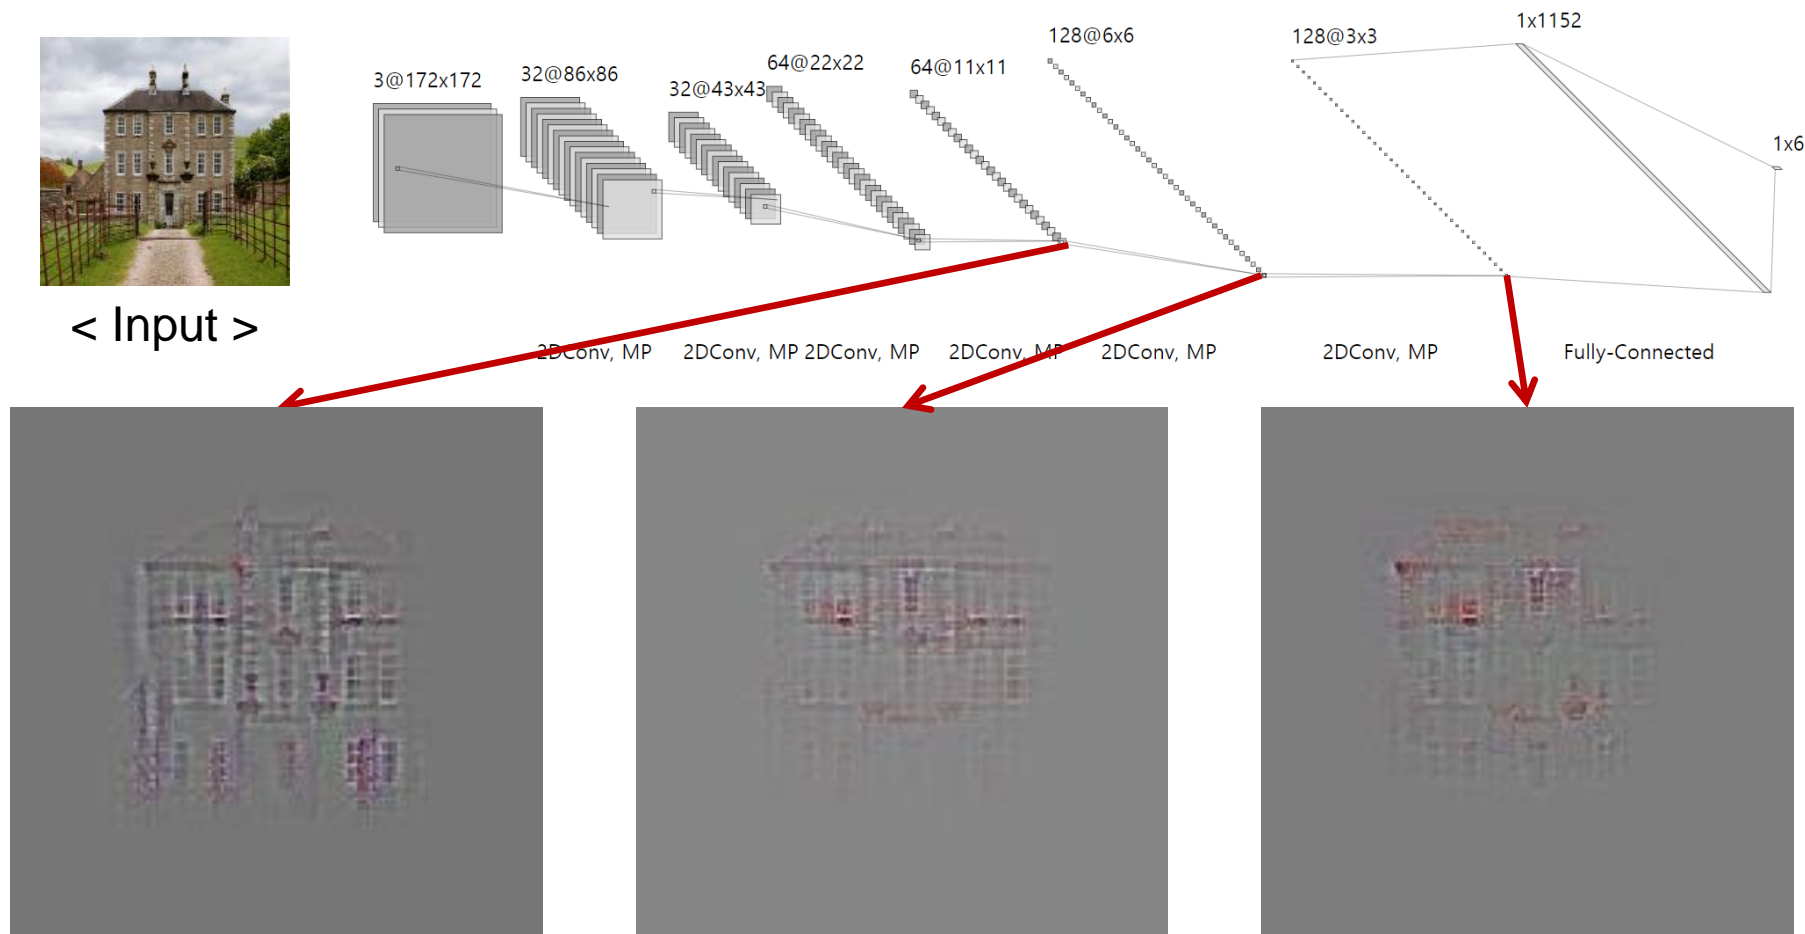 3@172x172
32@86x86
32@43x43
64@22x22
64@11x11
128@6x6
128@3x3
1x1152
1x6
< Input >
2DConv, MP
2DConv, MP
2DConv, MP
2DConv, MP
2DConv, MP
2DConv, MP
Fully-Connected